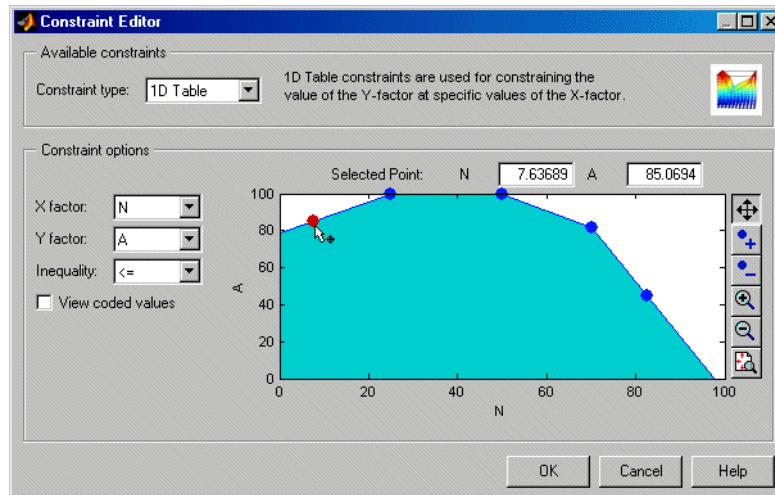 Constraint Editor
Available constraints
Constraint type: 1D Table
1D Table constraints are used for constraining the
value of the Y-factor at specific values of the X-factor.
Constraint options
Selected Point: N 7.63689 A 85.0694
X factor: N
Y factor: A
Inequality: <=
View coded values
100
80
60
40
20
0
A
0 20 40 60 80 100
N
OK Cancel Help